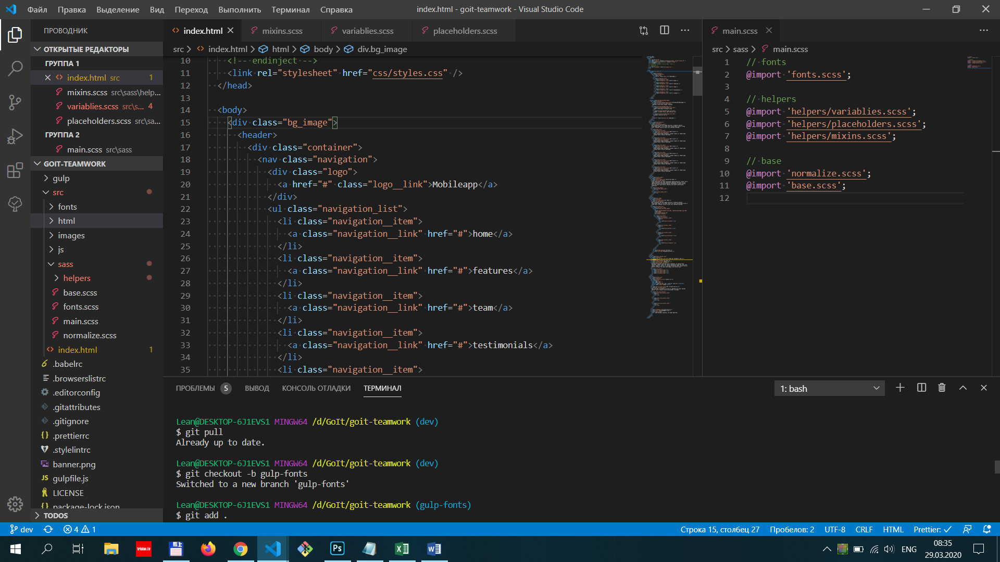 Файл Правка Выделение Вид Переход Выполнить Терминал Справка
index.html - goit-teamwork - Visual Studio Code
ПРОВОДНИК
ОТКРЫТЫЕ РЕДАКТОРЫ
ГРУППА 1
index.html src 1
mixins.scss src\sass\help...
variablies.scss src\s... 4
placeholders.scss src\sa...
ГРУППА 2
main.scss src\sass
GOIT-TEAMWORK
gulp
src
fonts
html
images
js
sass
helpers
base.scss
fonts.scss
main.scss
normalize.scss
index.html 1
.babelrc
.browserslistrc
.editorconfig
.gitattributes
.gitignore
.prettierrc
.stylelintrc
banner.png
gulpfile.js
LICENSE
package-lock.json
TODOS
index.html mixins.scss variablies.scss placeholders.scss
src > index.html > html > body > div.bg_image
10 <!-- endinject -->
11 <link rel="stylesheet" href="css/styles.css" />
12 </head>
13
14 <body>
15 <div class="bg_image">
16 <header>
17 <div class="container">
18 <nav class="navigation">
19 <div class="logo">
20 <a href="#" class="logo__link">Mobileapp</a>
21 </div>
22 <ul class="navigation_list">
23 <li class="navigation__item">
24 <a class="navigation__link" href="#">home</a>
25 </li>
26 <li class="navigation__item">
27 <a class="navigation__link" href="#">features</a>
28 </li>
29 <li class="navigation__item">
30 <a class="navigation__link" href="#">team</a>
31 </li>
32 <li class="navigation__item">
33 <a class="navigation__link" href="#">testimonials</a>
34 </li>
35 <li class="navigation__item">
main.scss
src > sass > main.scss
1 // fonts
2 @import 'fonts.scss';
3
4 // helpers
5 @import 'helpers/variablies.scss';
6 @import 'helpers/placeholders.scss';
7 @import 'helpers/mixins.scss';
8
9 // base
10 @import 'normalize.scss';
11 @import 'base.scss';
12
ПРОБЛЕМЫ 5 ВЫВОД КОНСОЛЬ ОТЛАДКИ ТЕРМИНАЛ
1: bash
Lean@DESKTOP-6J1EVS1 MINGW64 /d/GoIt/goit-teamwork (dev)
$ git pull
Already up to date.
Lean@DESKTOP-6J1EVS1 MINGW64 /d/GoIt/goit-teamwork (dev)
$ git checkout -b gulp-fonts
Switched to a new branch 'gulp-fonts'
Lean@DESKTOP-6J1EVS1 MINGW64 /d/GoIt/goit-teamwork (gulp-fonts)
$ git add .
dev 4 1
Строка 15, столбец 27 Пробелов: 2 UTF-8 CRLF HTML Prettier: ✓
tristan.tv
Ps
ENG
08:35
29.03.2020